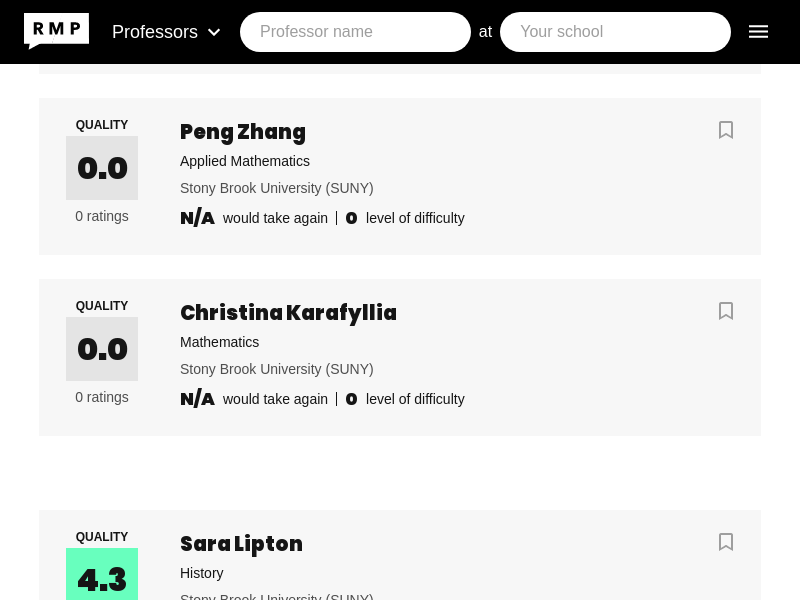 RMP
Professors
Professor name
at
Your school
QUALITY
0.0
0 ratings
Peng Zhang
Applied Mathematics
Stony Brook University (SUNY)
N/A would take again | 0 level of difficulty
QUALITY
0.0
0 ratings
Christina Karafyllia
Mathematics
Stony Brook University (SUNY)
N/A would take again | 0 level of difficulty
QUALITY
4.3
Sara Lipton
History
Stony Brook University (SUNY)